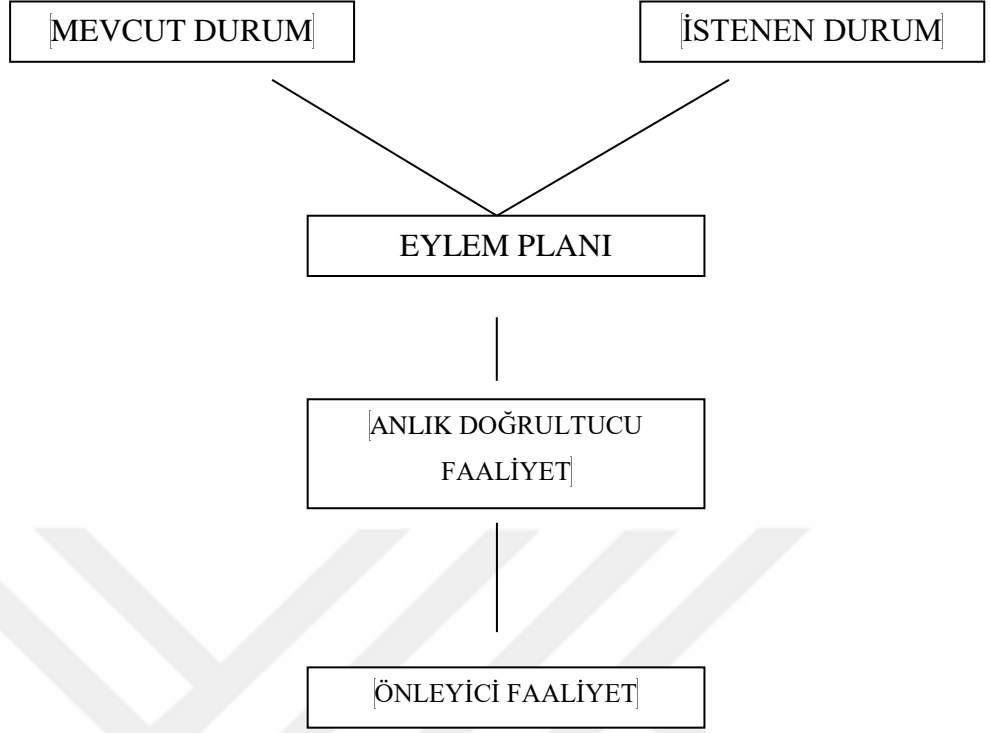 MEVCUT DURUM
İSTENEN DURUM
EYLEM PLANI
ANLIK DOĞRULTUCU
FAALİYET
ÖNLEYİCİ FAALİYET